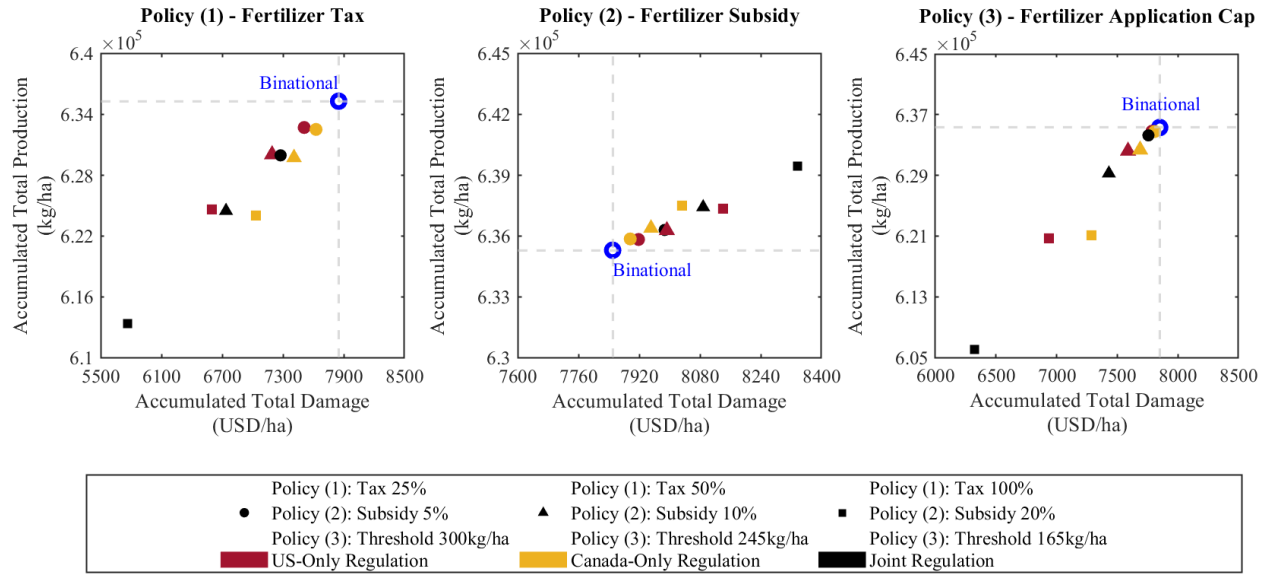 Policy (1) - Fertilizer Tax
×10⁵
6.4
6.34
6.28
6.22
6.16
6.1
Accumulated Total Production
(kg/ha)
Binational
5500 6100 6700 7300 7900 8500
Accumulated Total Damage
(USD/ha)
Policy (2) - Fertilizer Subsidy
×10⁵
6.45
6.42
6.39
6.36
6.33
6.3
Accumulated Total Production
(kg/ha)
Binational
7600 7760 7920 8080 8240 8400
Accumulated Total Damage
(USD/ha)
Policy (3) - Fertilizer Application Cap
×10⁵
6.45
6.37
6.29
6.21
6.13
6.05
Accumulated Total Production
(kg/ha)
Binational
6000 6500 7000 7500 8000 8500
Accumulated Total Damage
(USD/ha)
Policy (1): Tax 25%
Policy (2): Subsidy 5%
Policy (3): Threshold 300kg/ha
Policy (1): Tax 50%
Policy (2): Subsidy 10%
Policy (3): Threshold 245kg/ha
Policy (1): Tax 100%
Policy (2): Subsidy 20%
Policy (3): Threshold 165kg/ha
US-Only Regulation
Canada-Only Regulation
Joint Regulation